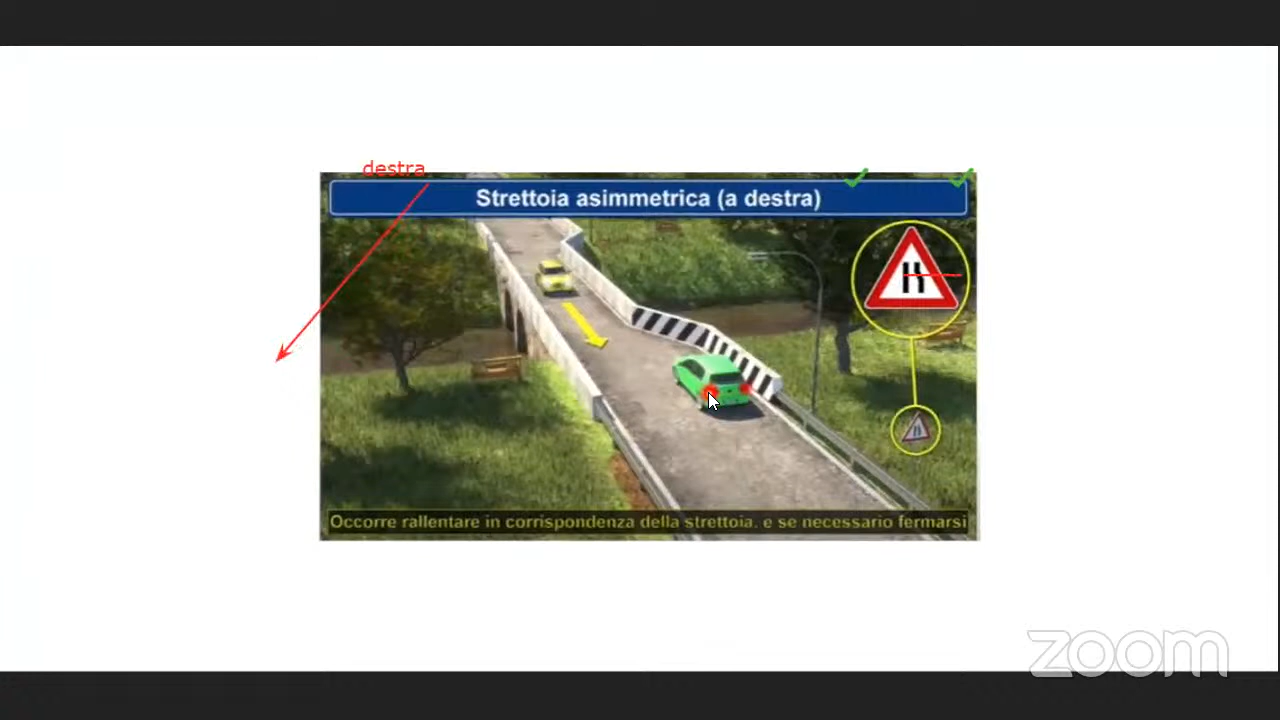 destra
Strettoia asimmetrica (a destra)
Occorre rallentare in corrispondenza della strettoia. e se necessario fermarsi
zoom